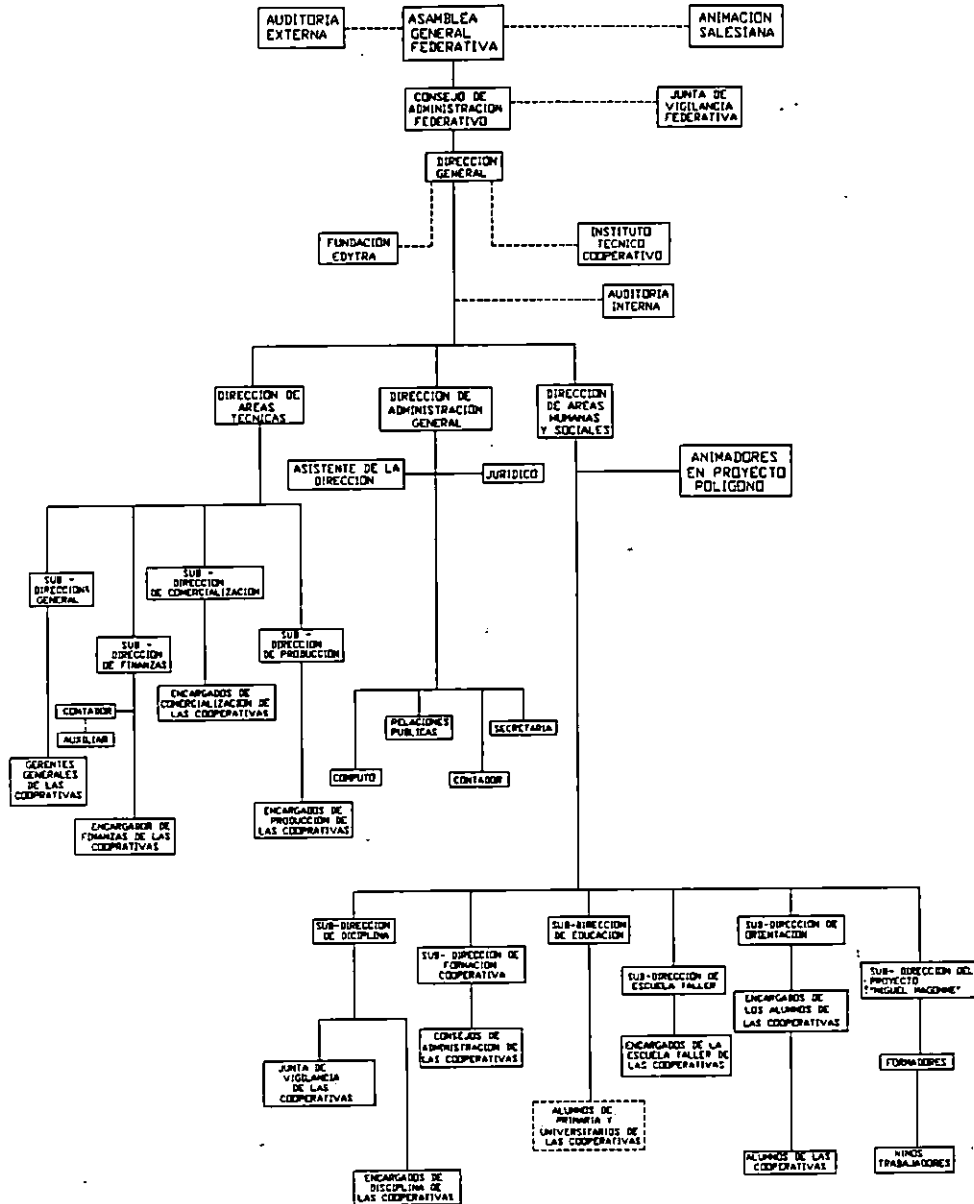 AUDITORIA
EXTERNA
ASAMBLEA
GENERAL
FEDERATIVA
ANIMACION
SALESIANA
CONSEJO DE
ADMINISTRACION
FEDERATIVO
JUNTA DE
VIGILANCIA
FEDERATIVA
DIRECCION
GENERAL
FUNDACION
EDYTRA
INSTITUTO
TECNICO
COOPERATIVO
AUDITORIA
INTERNA
DIRECCION DE
AREAS
TECNICAS
DIRECCION DE
ADMINISTRACION
GENERAL
DIRECCION
DE AREAS
HUMANAS
Y SOCIALES
ASISTENTE DE LA
DIRECCION
JURIDICO
ANIMADORES
EN PROYECTO
POLIGONO
SUB -
DIRECCIONS
GENERAL
SUB -
DIRECCION
DE COMERCIALIZACION
SUB -
DIRECCION
DE FINANZAS
SUB -
DIRECCION
DE PRODUCCION
ENCARGADOS DE
COMERCIALIZACION DE
LAS COOPERATIVAS
CONTADOR
AUXILIAR
RELACIONES
PUBLICAS
SECRETARIA
GERENTES
GENERALES
DE LAS
COOPRATIVAS
COMPUTO
CONTADOR
ENCARGADOR DE
FINANZAS DE LAS
COOPRATIVAS
ENCARGADOS DE
PRODUCCION DE
LAS COOPRATIVAS
SUB-DIRECCION
DE DICIPLINA
SUB- DIRECCION DE
FORMACION
COOPERATIVA
SUB-DIRECCION
DE EDUCACION
SUB-DIRECCION DE
ESCUELA TALLER
SUB-DIRECCION DE
ORIENTACION
SUB- DIRECCION DEL
PROYECTO
"MIGUEL MAGONNE"
JUNTA DE
VIGILANCIA
DE LAS
COOPERATIVAS
CONSEJOS DE
ADMINISTRACION DE
LAS COOPERATIVAS
ENCARGADOS DE LA
ESCUELA TALLER DE
LAS COOPERATIVAS
ENCARGADOS DE
LOS ALUMNOS DE
LAS COOPERATIVAS
FORMADORES
ALUMNOS DE
PRIMARIA Y
UNIVERSITARIOS DE
LAS COOPERATIVAS
ENCARGADOS DE
DISCIPLINA DE
LAS COOPERATIVAS
ALUMNOS DE LAS
COOPERATIVAS
NINOS
TRABAJADORES